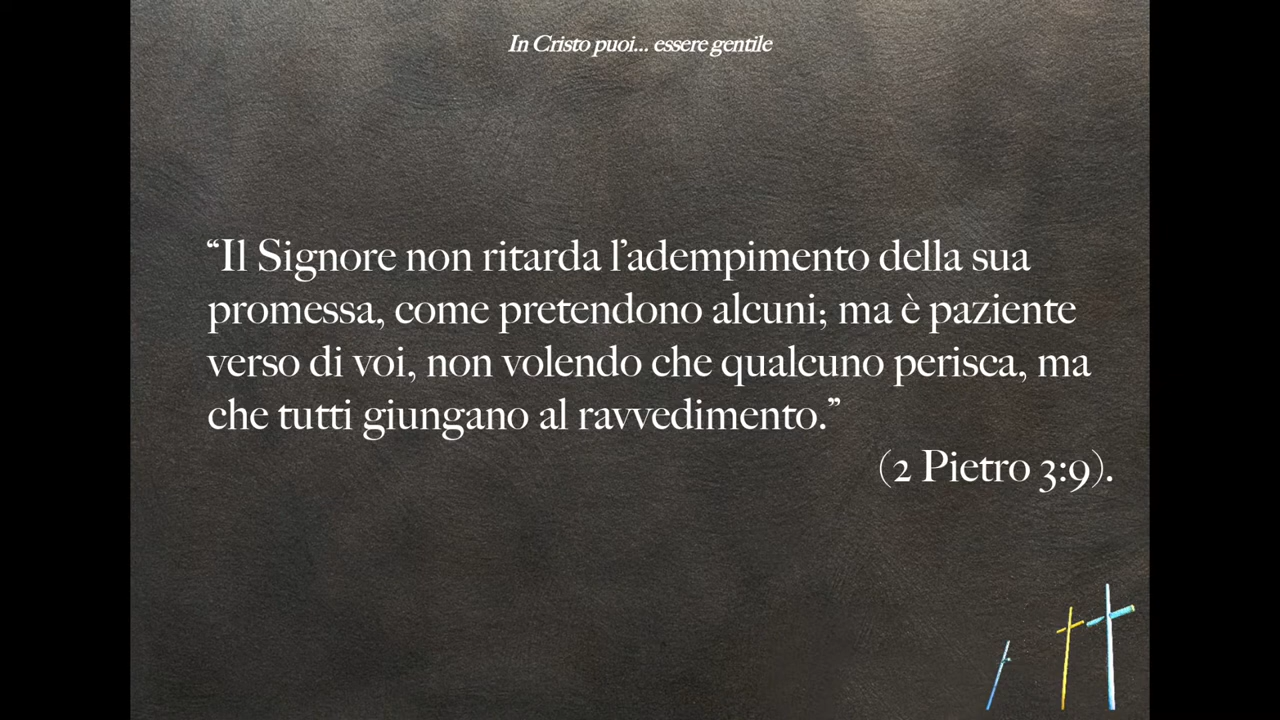 In Cristo puoi... essere gentile
“Il Signore non ritarda l’adempimento della sua
promessa, come pretendono alcuni; ma è paziente
verso di voi, non volendo che qualcuno perisca, ma
che tutti giungano al ravvedimento.”
(2 Pietro 3:9).